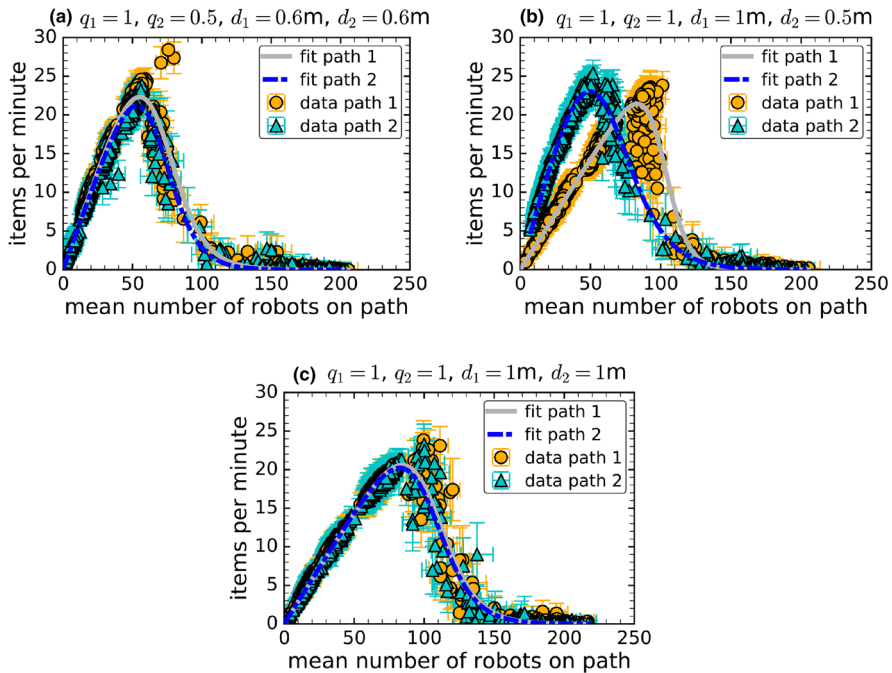 (a) q₁ = 1, q₂ = 0.5, d₁ = 0.6m, d₂ = 0.6m
30
25
20
15
10
5
0
items per minute
fit path 1
fit path 2
data path 1
data path 2
0 50 100 150 200 250
mean number of robots on path
(b) q₁ = 1, q₂ = 1, d₁ = 1m, d₂ = 0.5m
30
25
20
15
10
5
0
items per minute
fit path 1
fit path 2
data path 1
data path 2
0 50 100 150 200 250
mean number of robots on path
(c) q₁ = 1, q₂ = 1, d₁ = 1m, d₂ = 1m
30
25
20
15
10
5
0
items per minute
fit path 1
fit path 2
data path 1
data path 2
0 50 100 150 200 250
mean number of robots on path